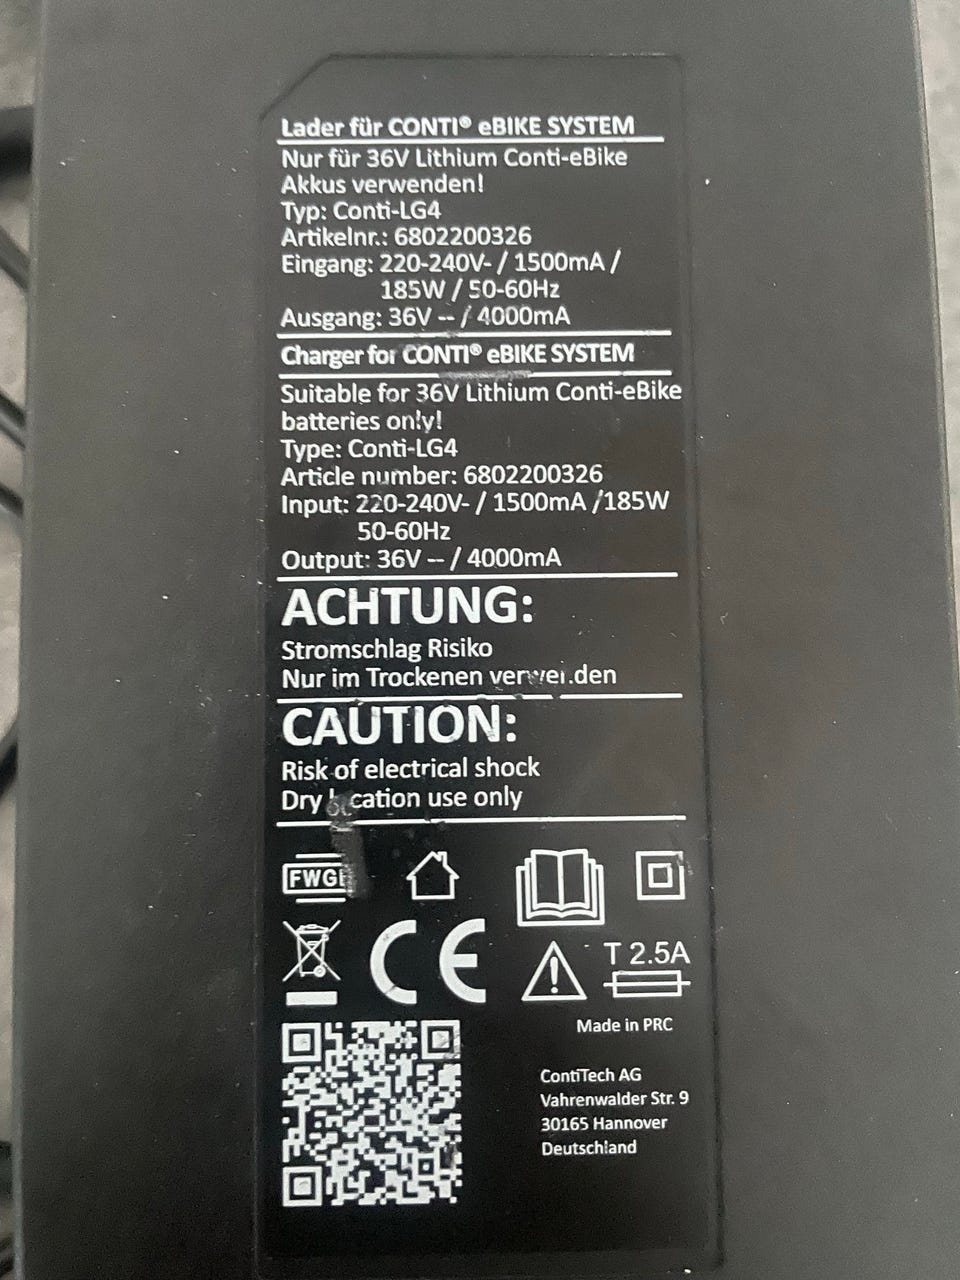 Lader für CONTI® eBIKE SYSTEM
Nur für 36V Lithium Conti-eBike
Akkus verwenden!
Typ: Conti-LG4
Artikelnr.: 6802200326
Eingang: 220-240V- / 1500mA /
185W / 50-60Hz
Ausgang: 36V -- / 4000mA
Charger for CONTI® eBIKE SYSTEM
Suitable for 36V Lithium Conti-eBike
batteries only!
Type: Conti-LG4
Article number: 6802200326
Input: 220-240V- / 1500mA /185W
50-60Hz
Output: 36V -- / 4000mA
ACHTUNG:
Stromschlag Risiko
Nur im Trockenen verwenden
CAUTION:
Risk of electrical shock
Dry location use only
CE
T 2.5A
Made in PRC
ContiTech AG
Vahrenwalder Str. 9
30165 Hannover
Deutschland